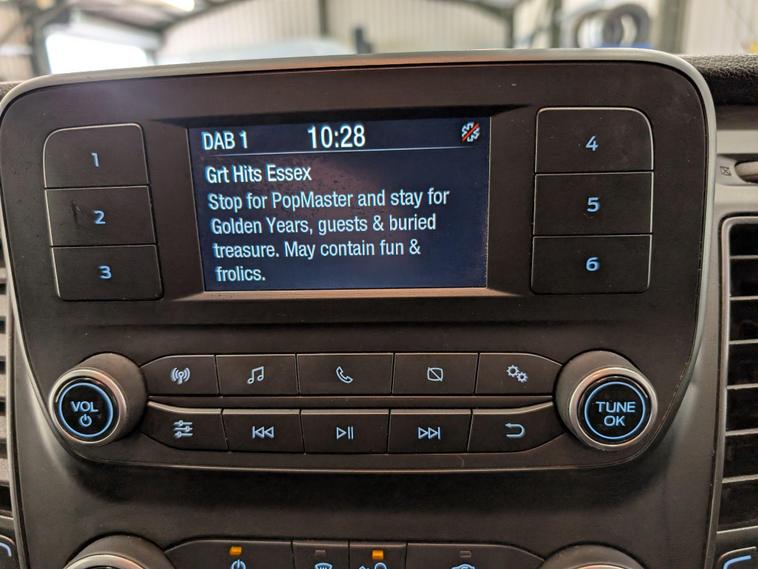 DAB 1 10:28
Grt Hits Essex
Stop for PopMaster and stay for
Golden Years, guests & buried
treasure. May contain fun &
frolics.
1
2
3
4
5
6
VOL
TUNE
OK